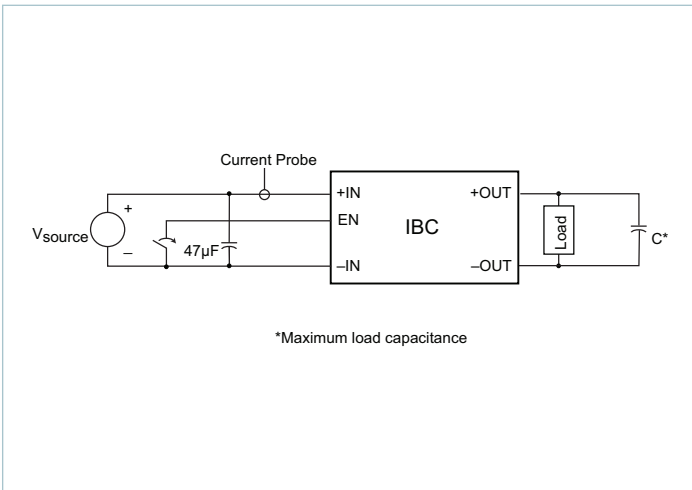 Current Probe
+IN
+OUT
EN
IBC
Vsource
+
–
47µF
Load
C*
–IN
–OUT
*Maximum load capacitance